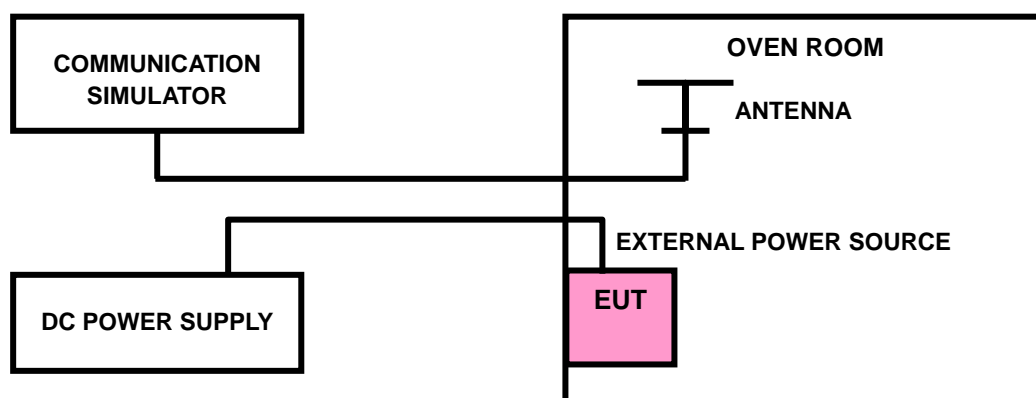 COMMUNICATION
SIMULATOR
OVEN ROOM
ANTENNA
EXTERNAL POWER SOURCE
EUT
DC POWER SUPPLY